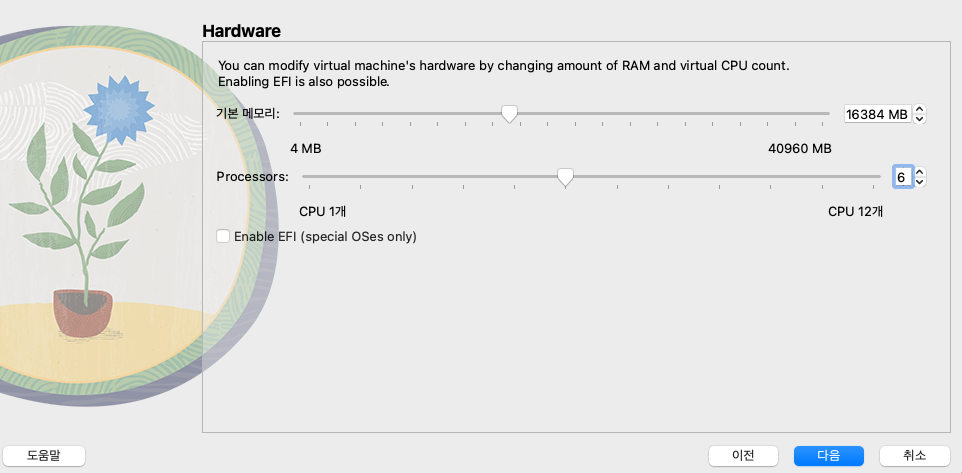 Hardware
You can modify virtual machine's hardware by changing amount of RAM and virtual CPU count.
Enabling EFI is also possible.
기본 메모리:
16384 MB
4 MB
40960 MB
Processors:
6
CPU 1개
CPU 12개
Enable EFI (special OSes only)
도움말
이전
다음
취소